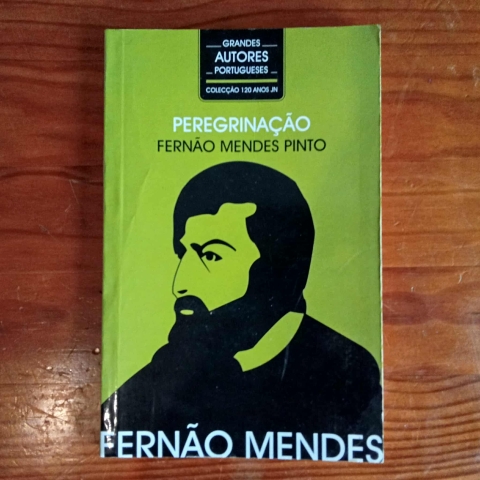 GRANDES
AUTORES
PORTUGUESES
COLECÇÃO 120 ANOS JN
PEREGRINAÇÃO
FERNÃO MENDES PINTO
FERNÃO MENDES